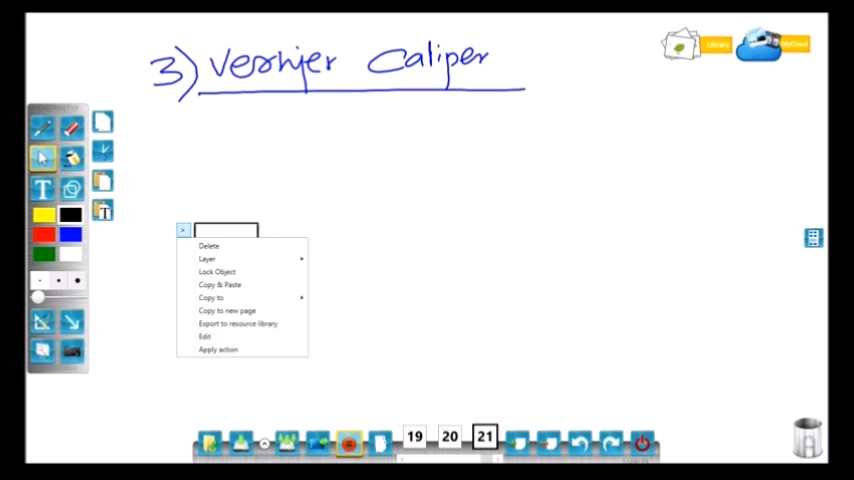 3) Vernier Caliper
Library
MyCloud
T
T
>
Delete
Layer
Lock Object
Copy & Paste
Copy to
Copy to new page
Export to resource library
Edit
Apply action
19 20 21